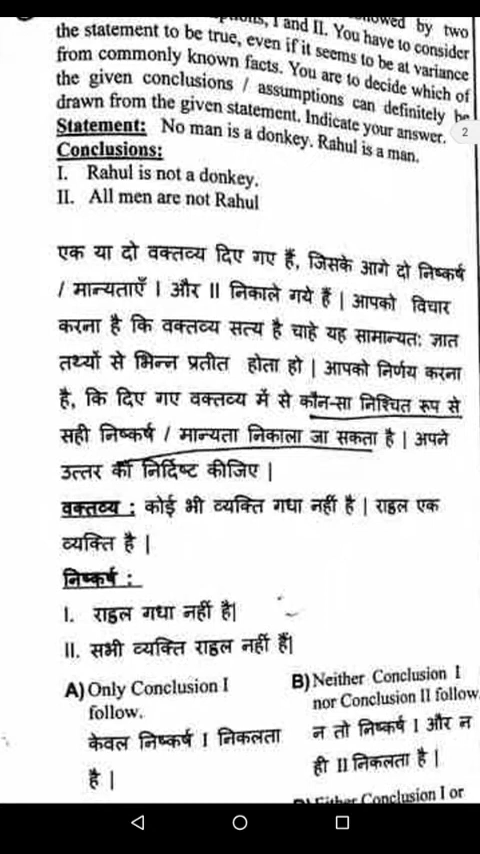 I and II. You have to consider
the statement to be true, even if it seems to be at variance
from commonly known facts. You are to decide which of
the given conclusions / assumptions can definitely be
drawn from the given statement. Indicate your answer.
2
Statement: No man is a donkey. Rahul is a man.
Conclusions:
I. Rahul is not a donkey.
II. All men are not Rahul
एक या दो वक्तव्य दिए गए हैं, जिसके आगे दो निष्कर्ष
/ मान्यताएँ I और II निकाले गये हैं | आपको विचार
करना है कि वक्तव्य सत्य है चाहे यह सामान्यत: ज्ञात
तथ्यों से भिन्न प्रतीत होता हो | आपको निर्णय करना
है, कि दिए गए वक्तव्य में से कौन-सा निश्चित रूप से
सही निष्कर्ष / मान्यता निकाला जा सकता है | अपने
उत्तर को निर्दिष्ट कीजिए |
वक्तव्य : कोई भी व्यक्ति गधा नहीं है | राहुल एक
व्यक्ति है |
निष्कर्ष :
I. राहुल गधा नहीं है|
II. सभी व्यक्ति राहुल नहीं हैं|
A) Only Conclusion I
follow.
केवल निष्कर्ष I निकलता
है |
B) Neither Conclusion I
nor Conclusion II follow
न तो निष्कर्ष I और न
ही II निकलता है |
Either Conclusion I or